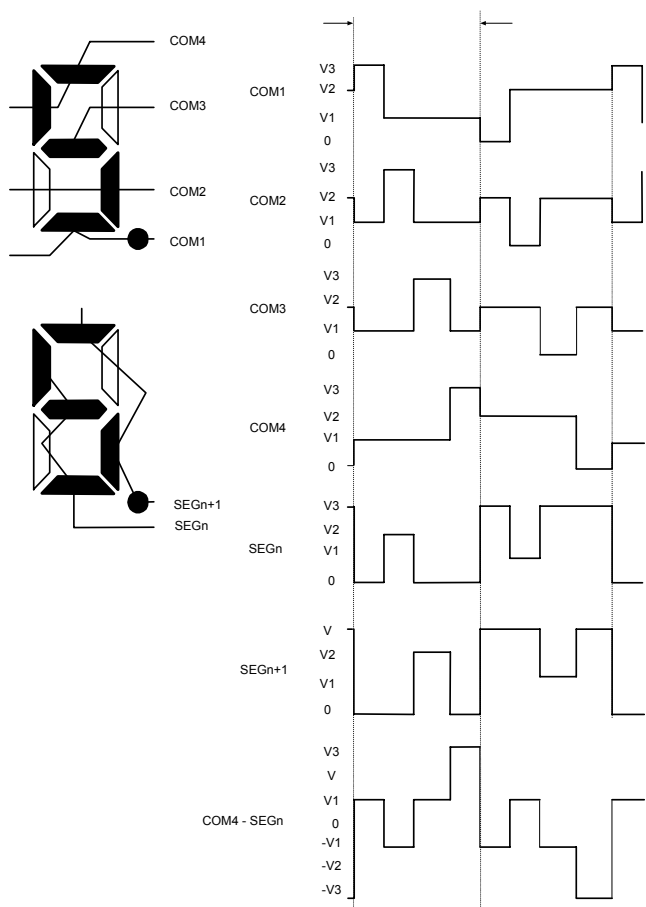 COM4
COM3
COM2
COM1
SEGn+1
SEGn
COM1
V3
V2
V1
0
COM2
V3
V2
V1
0
COM3
V3
V2
V1
0
COM4
V3
V2
V1
0
SEGn
V3
V2
V1
0
SEGn+1
V
V2
V1
0
COM4 - SEGn
V3
V
V1
0
-V1
-V2
-V3